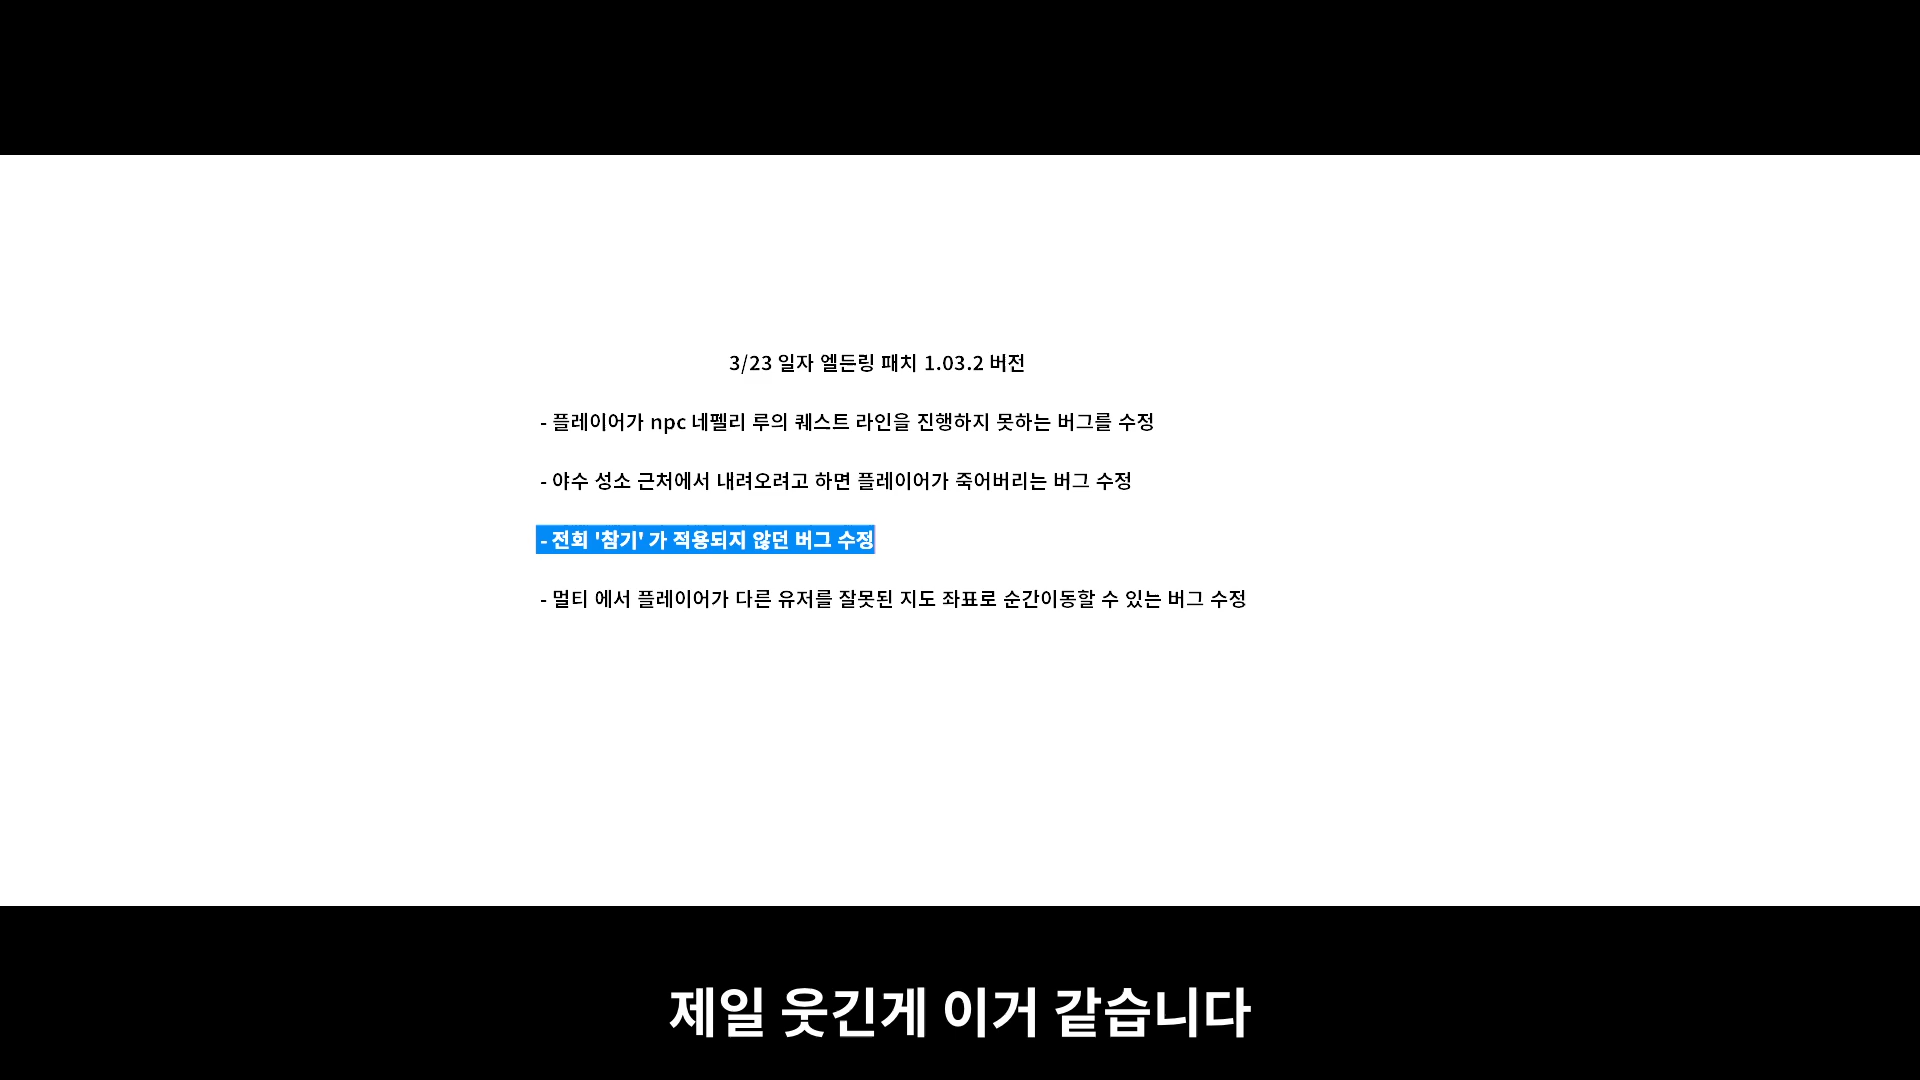 3/23 일자 엘든링 패치 1.03.2 버전
- 플레이어가 npc 네펠리 루의 퀘스트 라인을 진행하지 못하는 버그를 수정
- 야수 성소 근처에서 내려오려고 하면 플레이어가 죽어버리는 버그 수정
- 전회 '참기' 가 적용되지 않던 버그 수정
- 멀티 에서 플레이어가 다른 유저를 잘못된 지도 좌표로 순간이동할 수 있는 버그 수정
제일 웃긴게 이거 같습니다